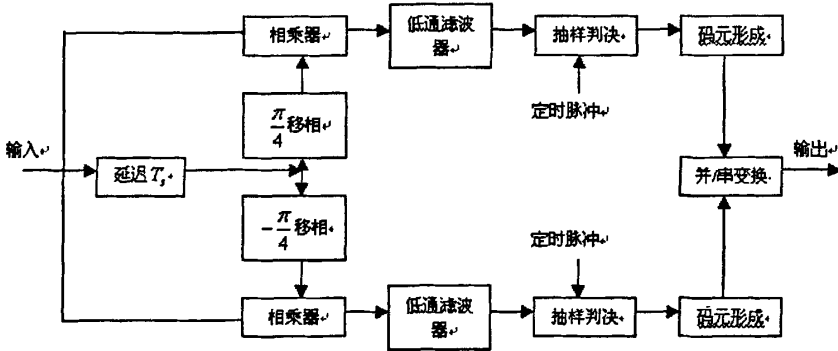 相乘器
低通滤波
器
抽样判决
码元形成
π/4移相
定时脉冲
输入
延迟Ts
并/串变换
输出
-π/4移相
定时脉冲
相乘器
低通滤波
器
抽样判决
码元形成